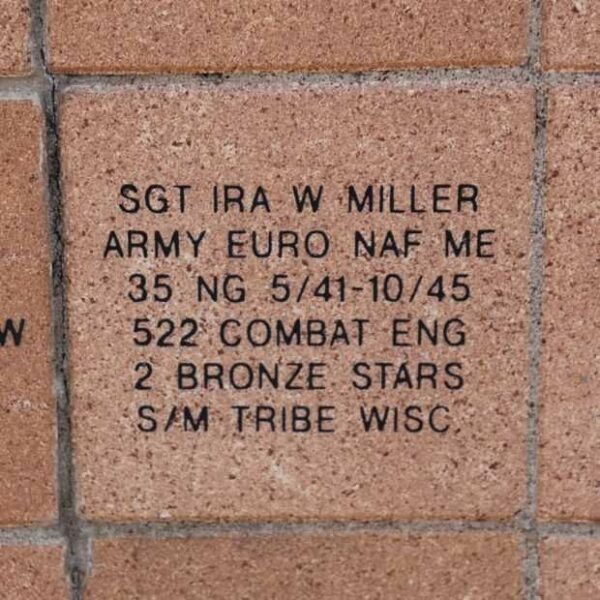 SGT IRA W MILLER
ARMY EURO NAF ME
35 NG 5/41-10/45
522 COMBAT ENG
2 BRONZE STARS
S/M TRIBE WISC.
W